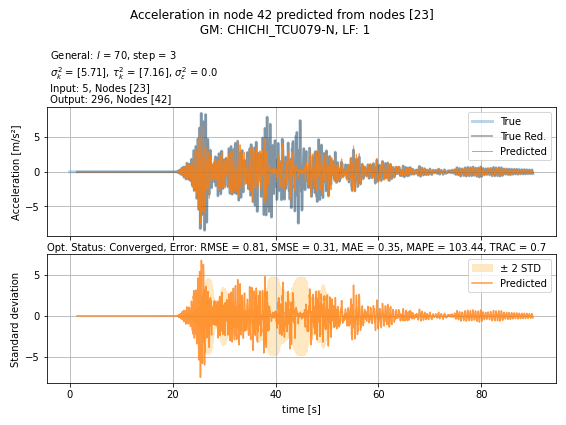 Acceleration in node 42 predicted from nodes [23]
GM: CHICHI_TCU079-N, LF: 1
General: l = 70, step = 3
σ²ₖ = [5.71], τ²ₖ = [7.16], σ²ε = 0.0
Input: 5, Nodes [23]
Output: 296, Nodes [42]
Acceleration [m/s²]
5
0
−5
True
True Red.
Predicted
Opt. Status: Converged, Error: RMSE = 0.81, SMSE = 0.31, MAE = 0.35, MAPE = 103.44, TRAC = 0.7
Standard deviation
5
0
−5
± 2 STD
Predicted
0 20 40 60 80
time [s]